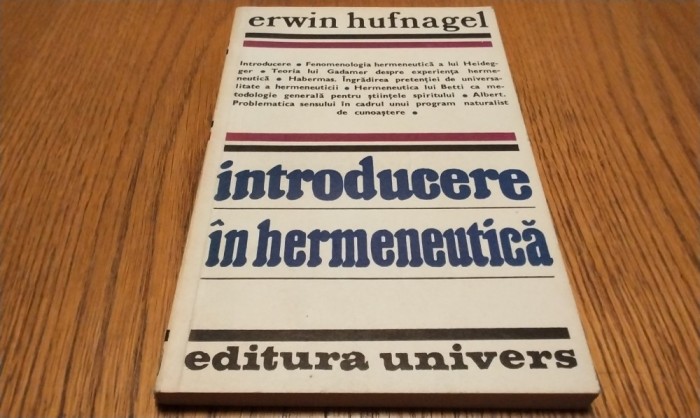 erwin hufnagel
Introducere • Fenomenologia hermeneutică a lui Heideg-
ger • Teoria lui Gadamer despre experiența herme-
neutică • Habermas. Îngrădirea pretenției de universa-
litate a hermeneuticii • Hermeneutica lui Betti ca me-
todologie generală pentru științele spiritului • Albert.
Problematica sensului în cadrul unui program naturalist
de cunoaștere •
introducere
în hermeneutică
editura univers